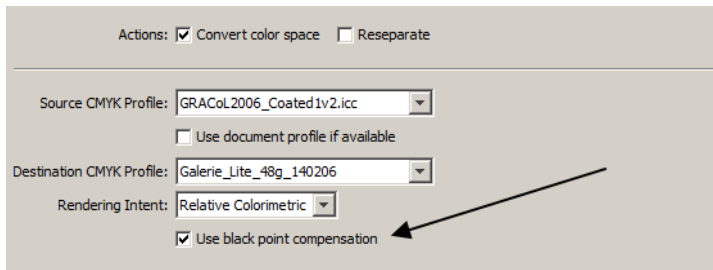 Actions: Convert color space Reseparate
Source CMYK Profile: GRACoL2006_Coated1v2.icc
Use document profile if available
Destination CMYK Profile: Galerie_Lite_48g_140206
Rendering Intent: Relative Colorimetric
Use black point compensation